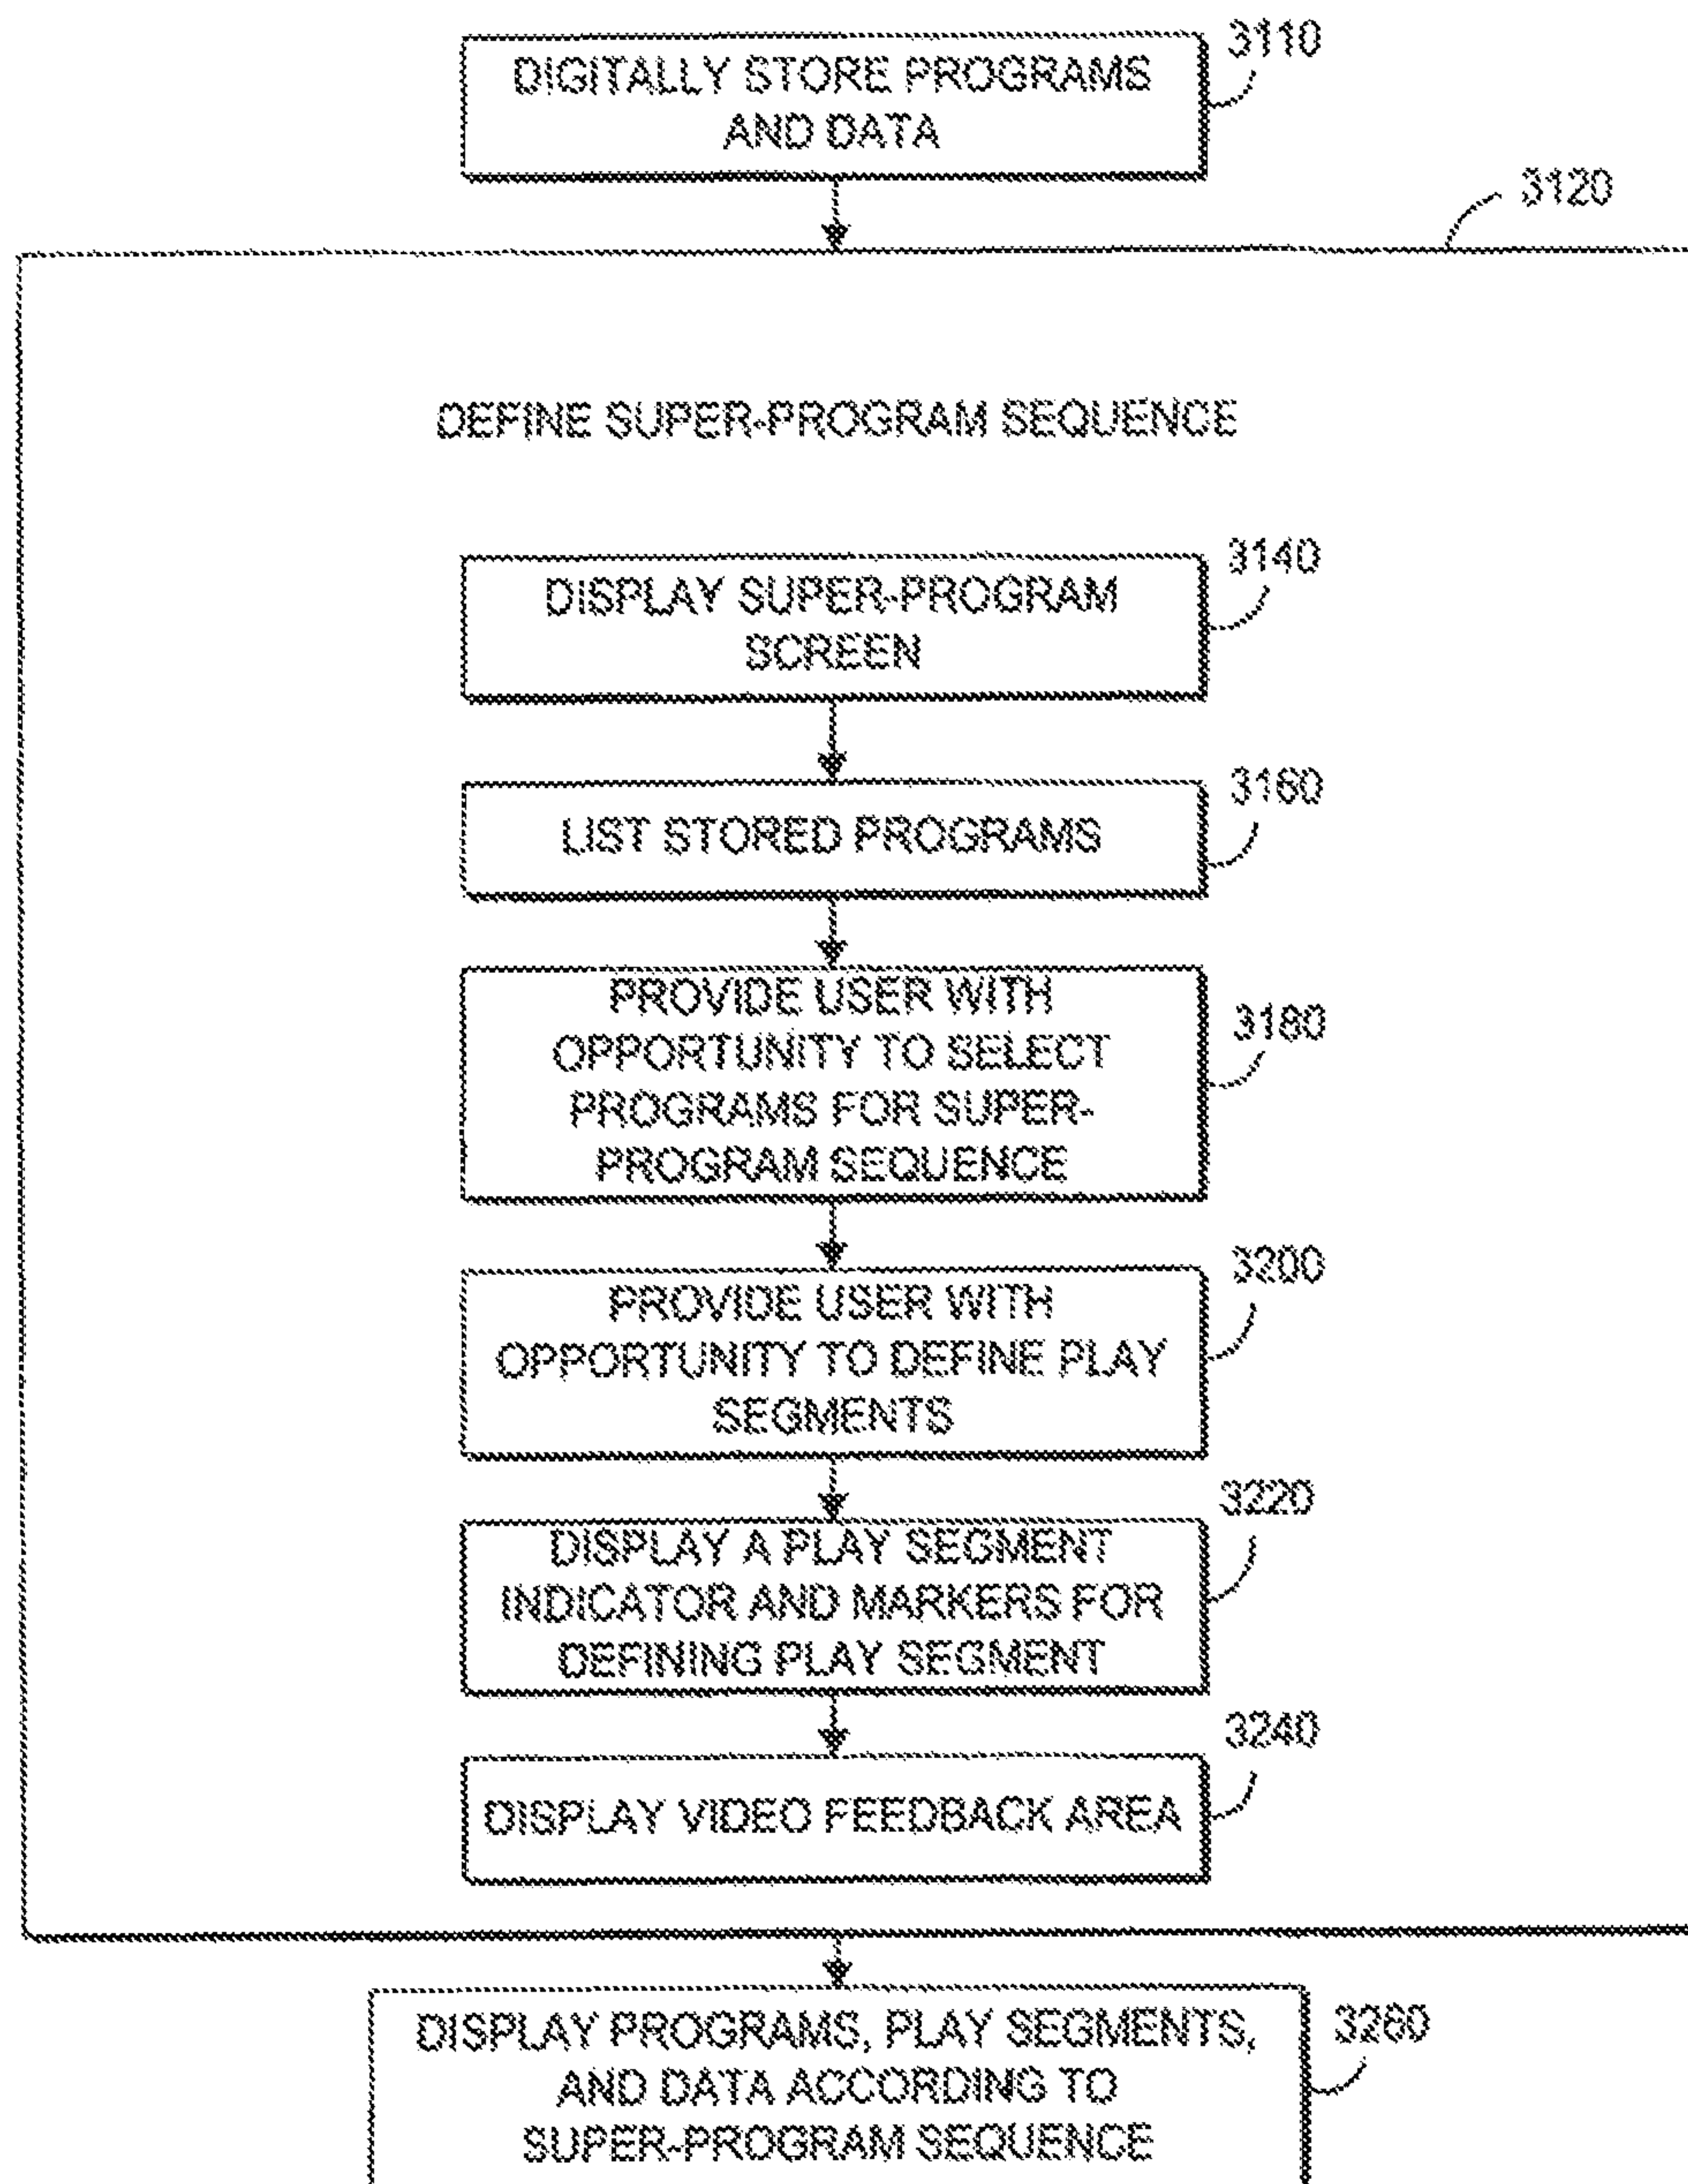 3110
DIGITALLY STORE PROGRAMS
AND DATA
3120
DEFINE SUPER-PROGRAM SEQUENCE
3140
DISPLAY SUPER-PROGRAM
SCREEN
3160
LIST STORED PROGRAMS
PROVIDE USER WITH
3180
OPPORTUNITY TO SELECT
PROGRAMS FOR SUPER-
PROGRAM SEQUENCE
3200
PROVIDE USER WITH
OPPORTUNITY TO DEFINE PLAY
SEGMENTS
3220
DISPLAY A PLAY SEGMENT
INDICATOR AND MARKERS FOR
DEFINING PLAY SEGMENT
3240
DISPLAY VIDEO FEEDBACK AREA
DISPLAY PROGRAMS, PLAY SEGMENTS,
3260
AND DATA ACCORDING TO
SUPER-PROGRAM SEQUENCE